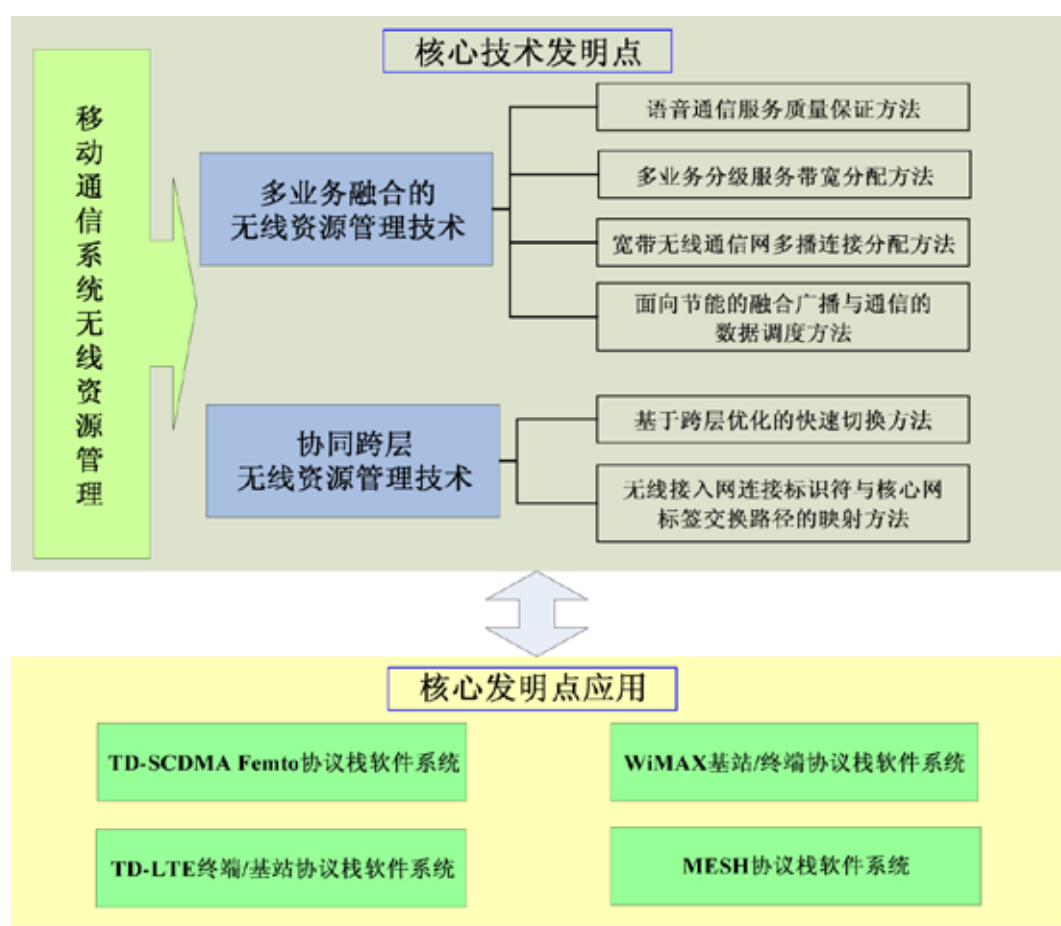 核心技术发明点
移动通信系统无线资源管理
多业务融合的
无线资源管理技术
语音通信服务质量保证方法
多业务分级服务带宽分配方法
宽带无线通信网多播连接分配方法
面向节能的融合广播与通信的
数据调度方法
协同跨层
无线资源管理技术
基于跨层优化的快速切换方法
无线接入网连接标识符与核心网
标签交换路径的映射方法
核心发明点应用
TD-SCDMA Femto协议栈软件系统
WiMAX基站/终端协议栈软件系统
TD-LTE终端/基站协议栈软件系统
MESH协议栈软件系统